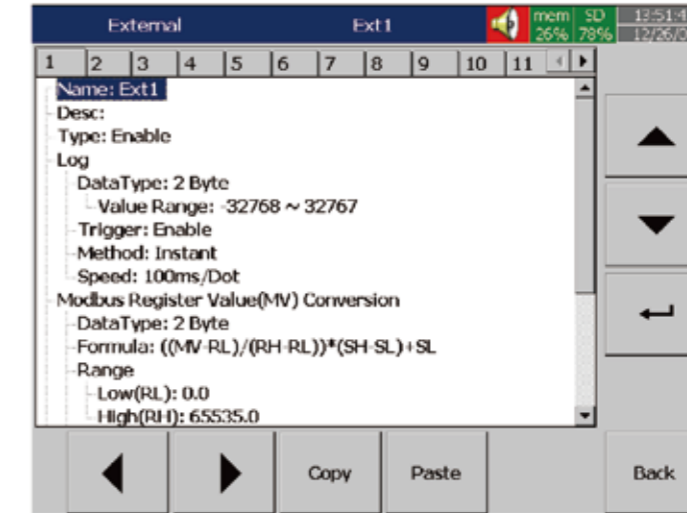 External Ext1 mem SD 13:51:4
26% 78% 12/26/0
1 2 3 4 5 6 7 8 9 10 11
Name: Ext1
Desc:
Type: Enable
Log
DataType: 2 Byte
Value Range: -32768 ~ 32767
Trigger: Enable
Method: Instant
Speed: 100ms/Dot
Modbus Register Value(MV) Conversion
DataType: 2 Byte
Formula: ((MV-RL)/(RH-RL))*(SH-SL)+SL
Range
Low(RL): 0.0
High(RH): 65535.0
Copy Paste Back